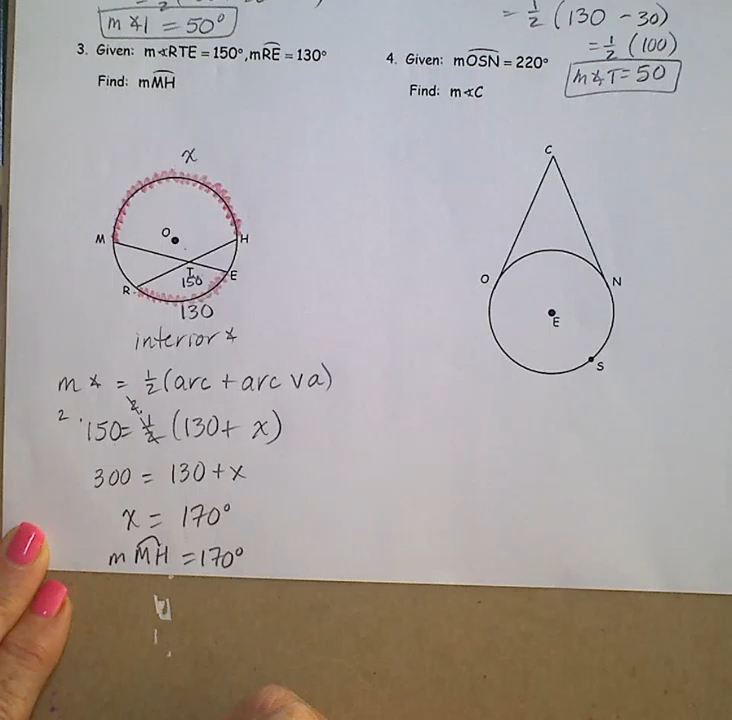 m∡1 = 50°
= ½ (130 - 30)
= ½ (100)
m∡T = 50
3. Given: m∢RTE = 150°, mRE = 130°
Find: mMH
4. Given: mOSN = 220°
Find: m∢C
x
M
O
H
T
150
E
R
130
interior ∡
m∡ = ½ (arc + arc va)
2 · 150 = ½ · 2 (130 + x)
300 = 130 + x
x = 170°
mMH = 170°
C
O
N
E
S